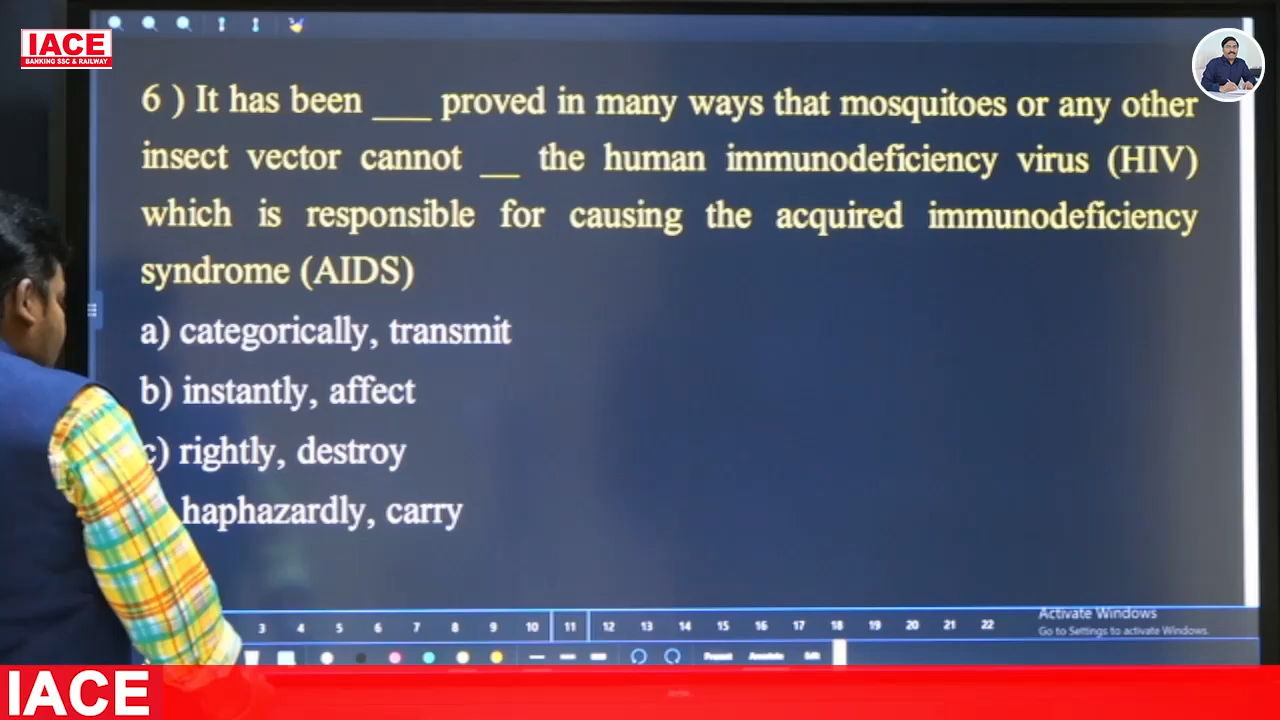 IACE
BANKING SSC & RAILWAY
6 ) It has been ___ proved in many ways that mosquitoes or any other
insect vector cannot __ the human immunodeficiency virus (HIV)
which is responsible for causing the acquired immunodeficiency
syndrome (AIDS)
a) categorically, transmit
b) instantly, affect
c) rightly, destroy
haphazardly, carry
3 4 5 6 7 8 9 10 11 12 13 14 15 16 17 18 19 20 21 22
Activate Windows
Go to Settings to activate Windows.
IACE